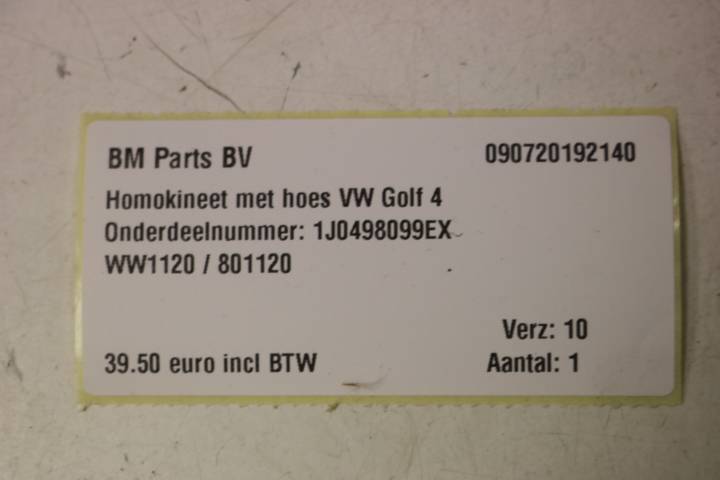 BM Parts BV 090720192140
Homokineet met hoes VW Golf 4
Onderdeelnummer: 1J0498099EX
WW1120 / 801120
Verz: 10
39.50 euro incl BTW Aantal: 1